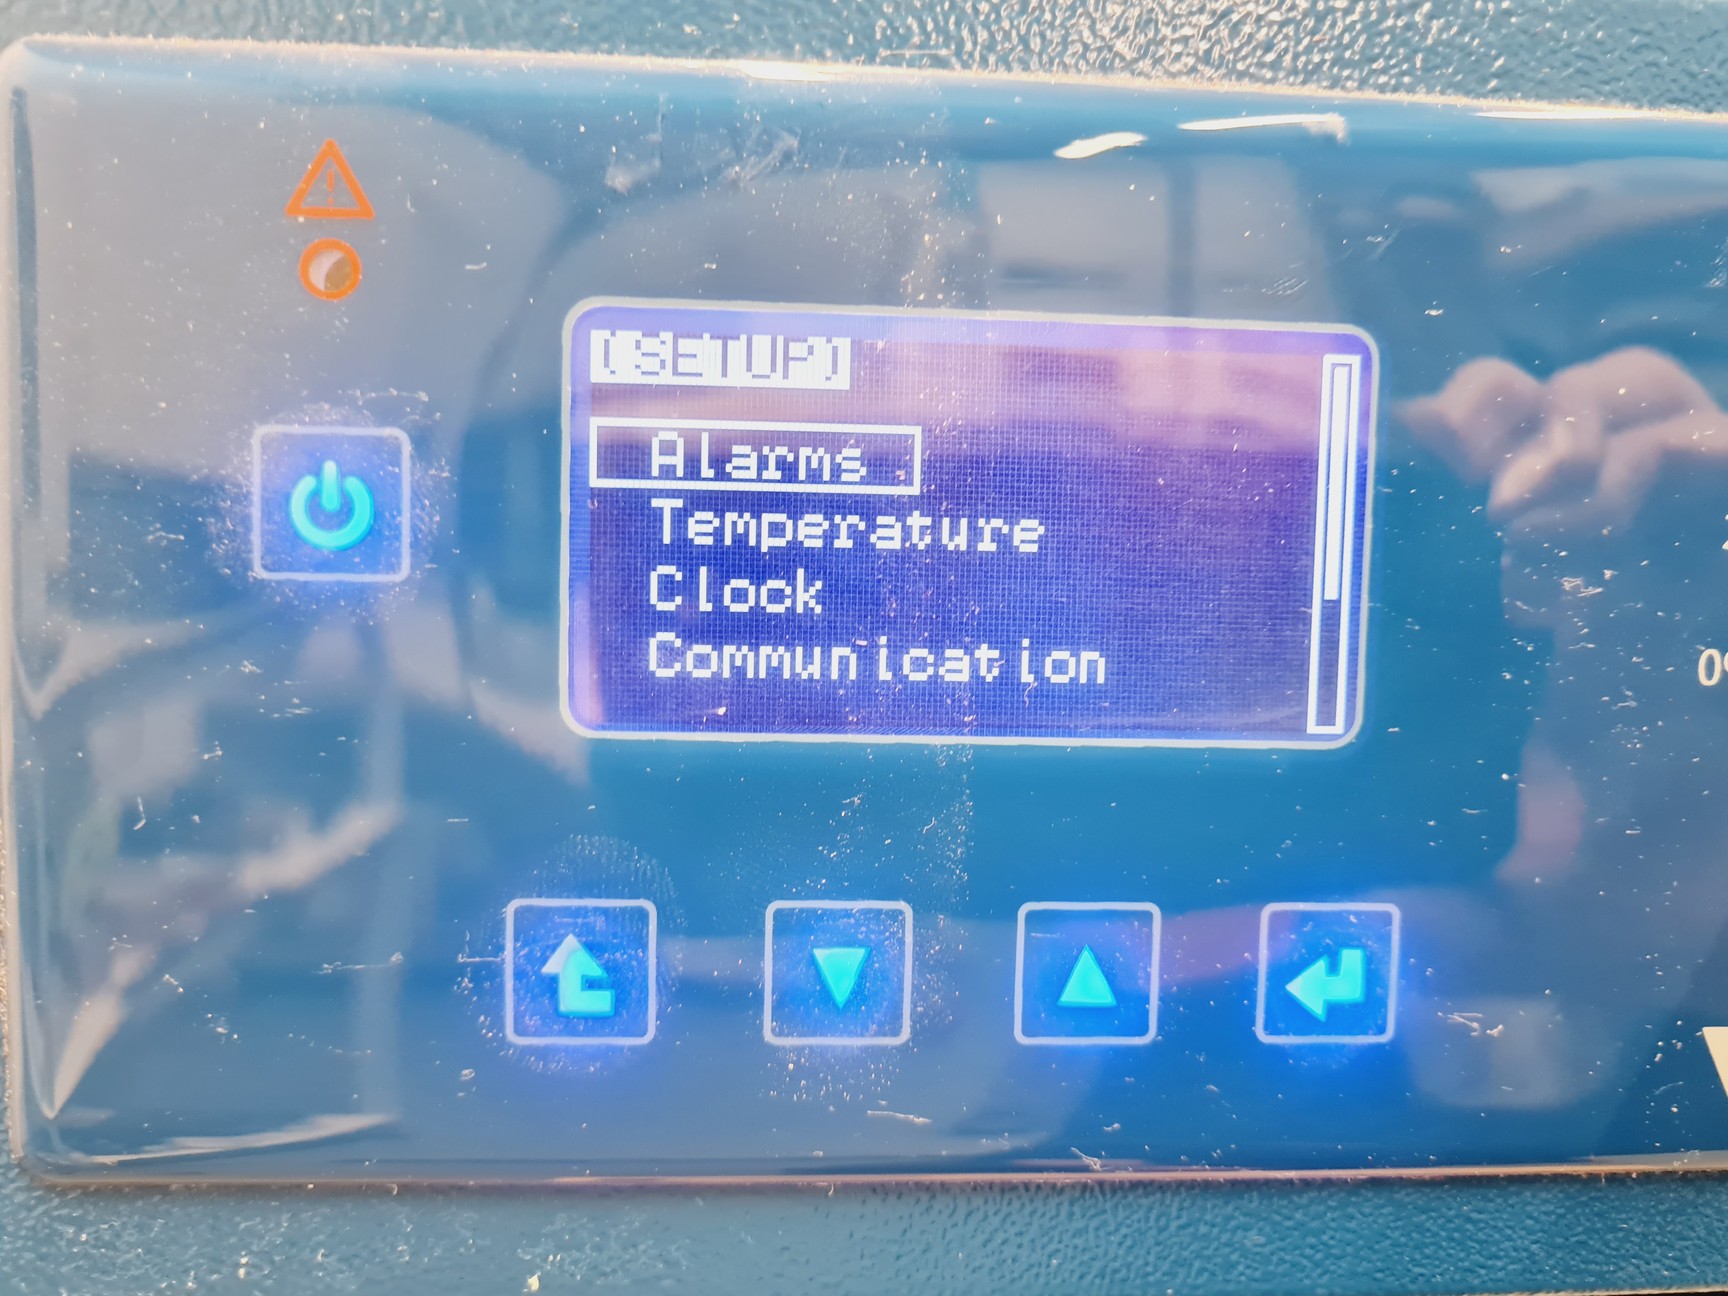 (SETUP)
Alarms
Temperature
Clock
Communication